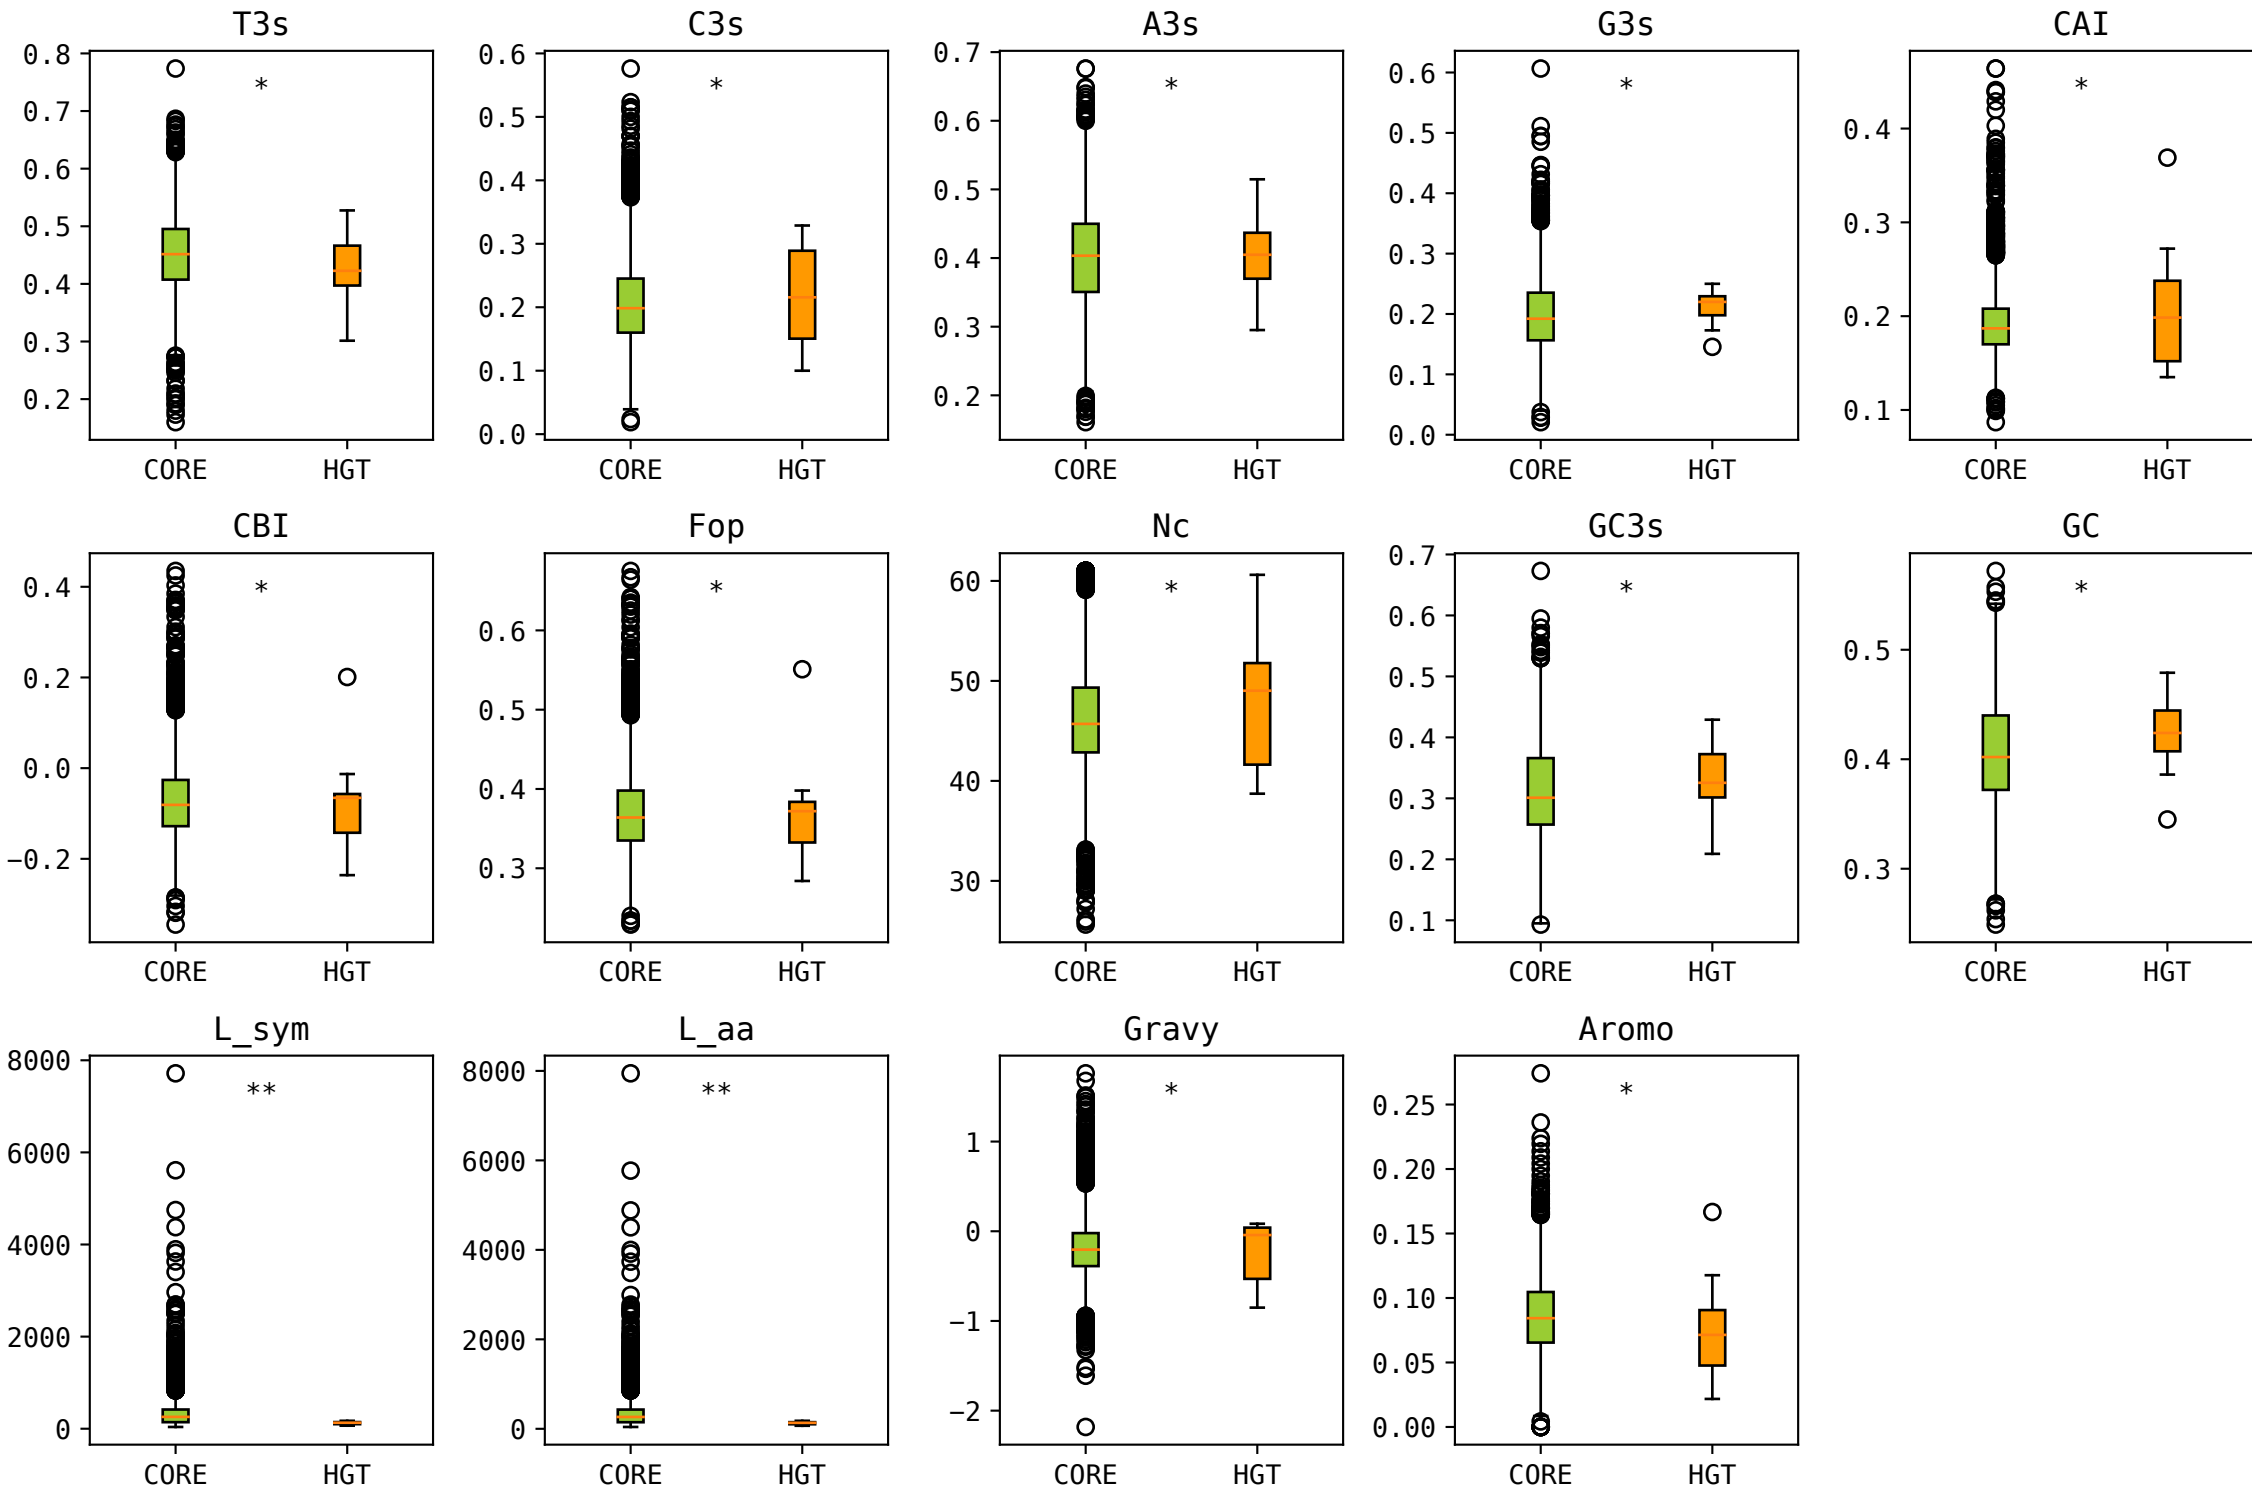 T3s C3s A3s G3s CAI
0.8 0.7 0.6 0.5 0.4 0.3 0.2
*
CORE HGT
0.6 0.5 0.4 0.3 0.2 0.1 0.0
*
CORE HGT
0.7 0.6 0.5 0.4 0.3 0.2
*
CORE HGT
0.6 0.5 0.4 0.3 0.2 0.1 0.0
*
CORE HGT
0.4 0.3 0.2 0.1
*
CORE HGT
CBI Fop Nc GC3s GC
0.4 0.2 0.0 −0.2
*
CORE HGT
0.6 0.5 0.4 0.3
*
CORE HGT
60 50 40 30
*
CORE HGT
0.7 0.6 0.5 0.4 0.3 0.2 0.1
*
CORE HGT
0.5 0.4 0.3
*
CORE HGT
L_sym L_aa Gravy Aromo
8000 6000 4000 2000 0
**
CORE HGT
8000 6000 4000 2000 0
**
CORE HGT
1 0 −1 −2
*
CORE HGT
0.25 0.20 0.15 0.10 0.05 0.00
*
CORE HGT